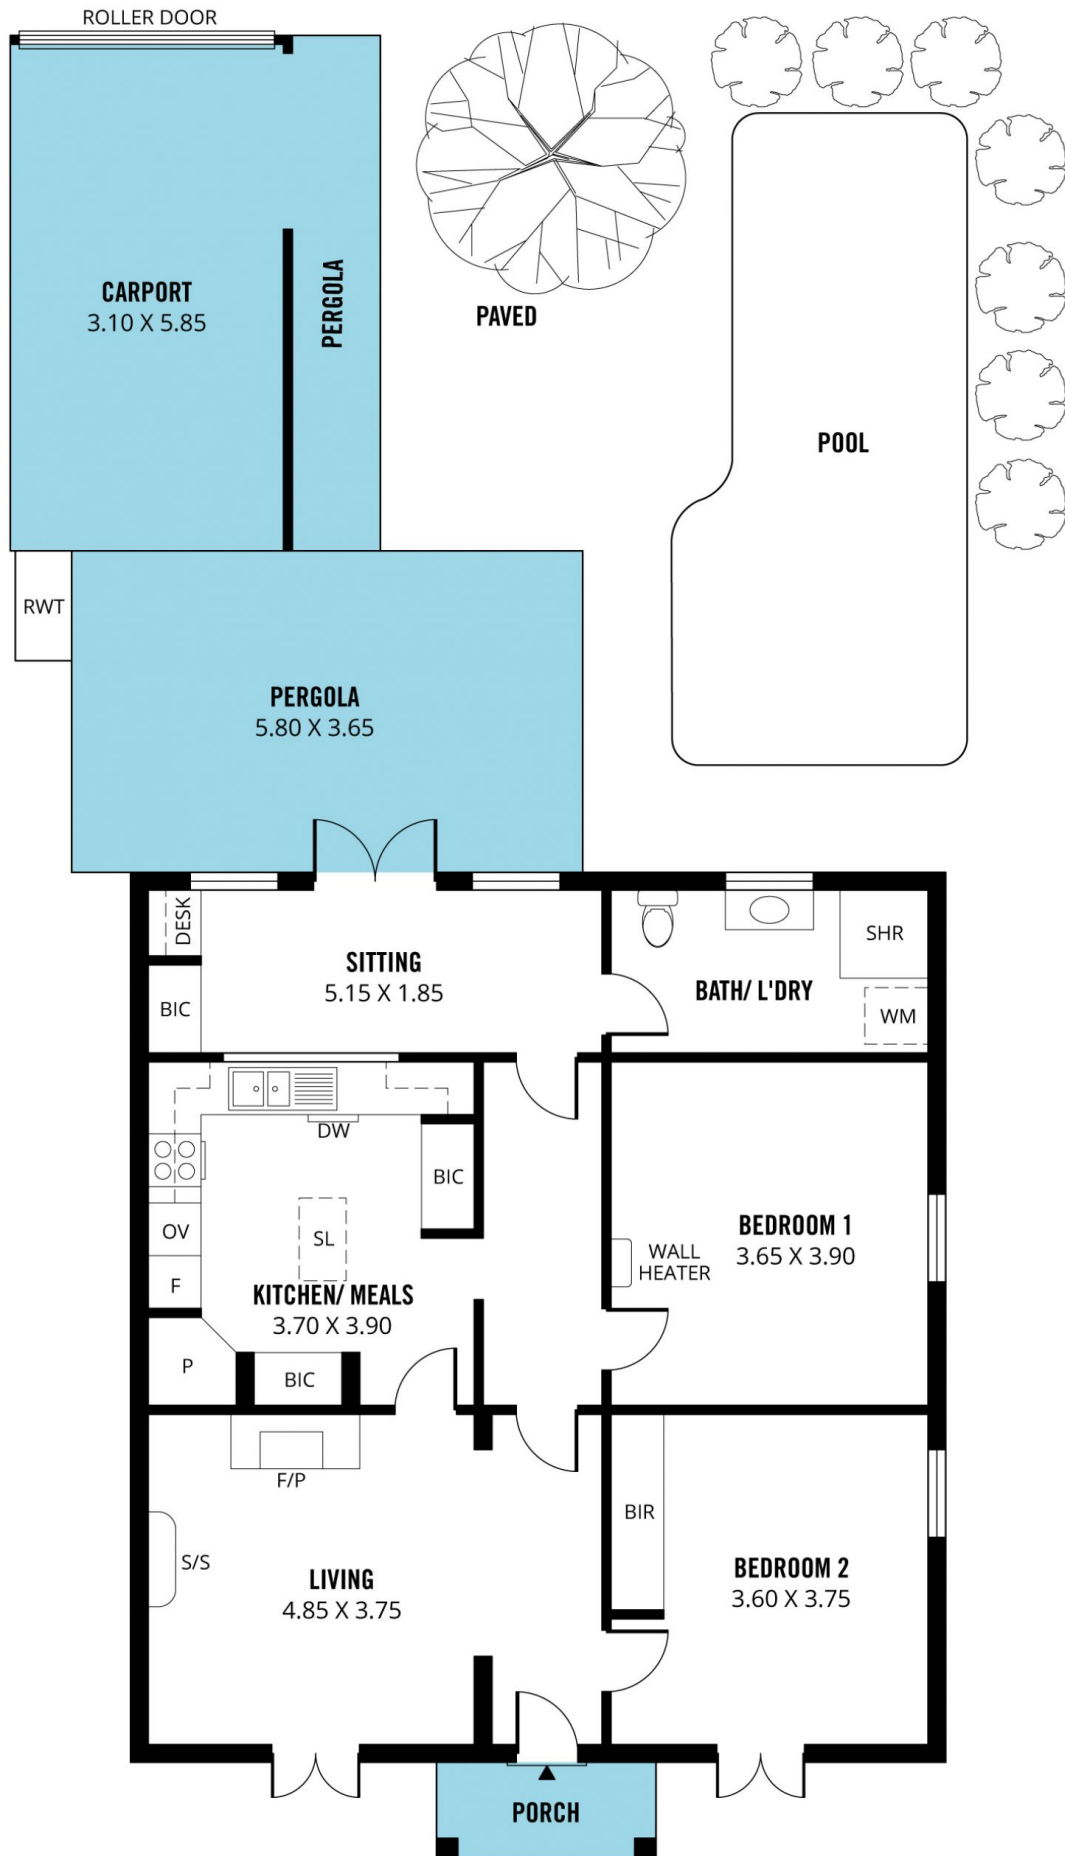 ROLLER DOOR
CARPORT
3.10 X 5.85
PERGOLA
PAVED
POOL
RWT
PERGOLA
5.80 X 3.65
DESK
BIC
SITTING
5.15 X 1.85
BATH/ L'DRY
SHR
WM
DW
BIC
OV
SL
F
KITCHEN/ MEALS
3.70 X 3.90
P
BIC
WALL
HEATER
BEDROOM 1
3.65 X 3.90
F/P
S/S
LIVING
4.85 X 3.75
BIR
BEDROOM 2
3.60 X 3.75
PORCH